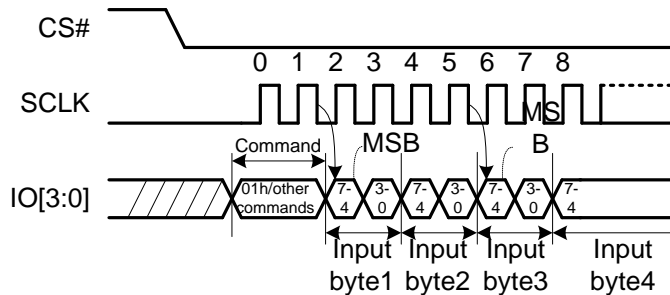 CS#
0 1 2 3 4 5 6 7 8
SCLK
MS
B
Command
MSB
IO[3:0]
01h/other
commands
7-
4
3-
0
7-
4
3-
0
7-
4
3-
0
7-
4
Input
byte1
Input
byte2
Input
byte3
Input
byte4